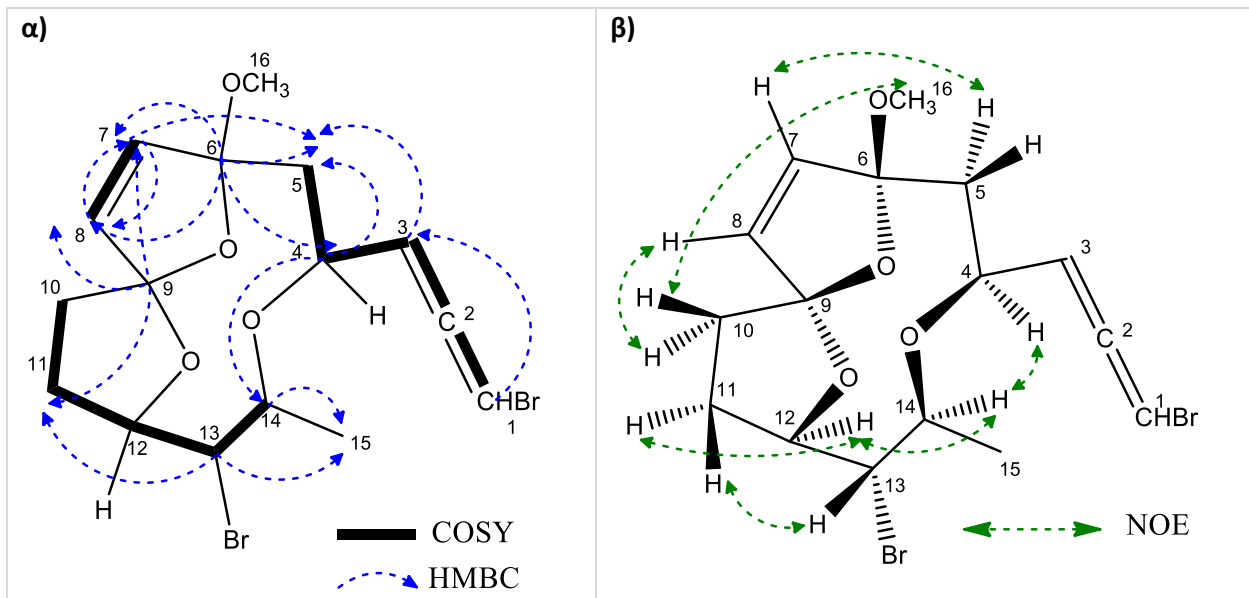 α)
16
OCH3
7
6
5
3
8
O
4
10
9
H
2
O
O
11
CHBr
1
14
12
13
15
H
Br
COSY
HMBC
β)
H
OCH3 16
H
7
H
6
5
H
8
3
O
4
H
9
2
H
10
O
H
H
O
11
14
H
1
CHBr
H
12
H
15
H
13
H
Br
NOE